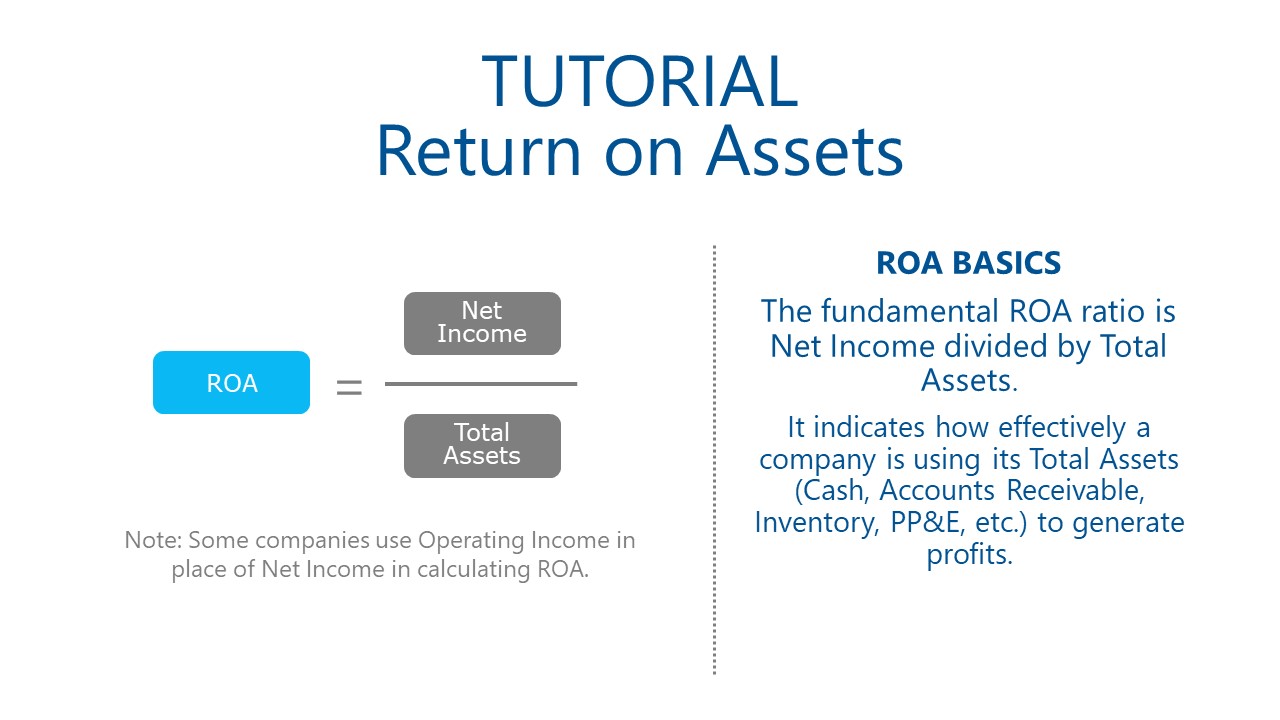 TUTORIAL
Return on Assets
ROA
=
Net
Income
Total
Assets
Note: Some companies use Operating Income in
place of Net Income in calculating ROA.
ROA BASICS
The fundamental ROA ratio is
Net Income divided by Total
Assets.
It indicates how effectively a
company is using its Total Assets
(Cash, Accounts Receivable,
Inventory, PP&E, etc.) to generate
profits.